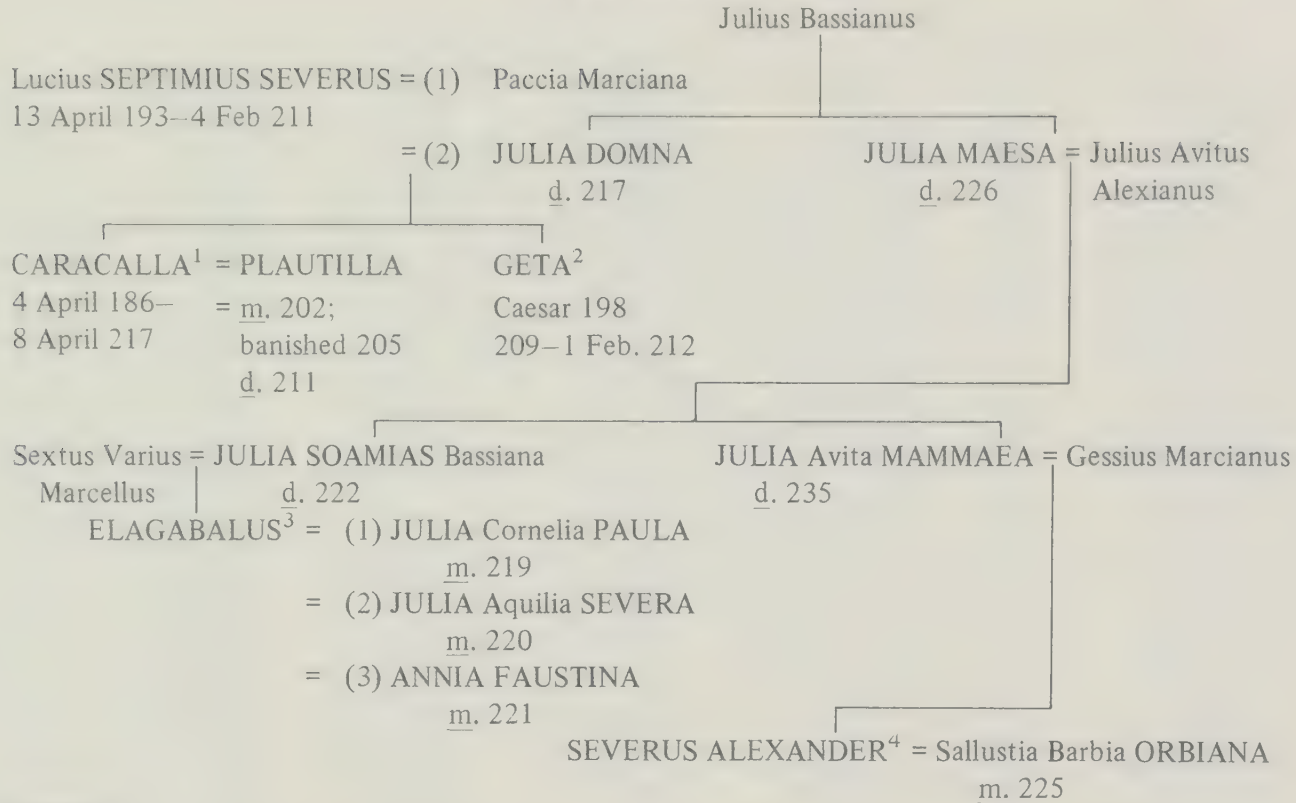 Julius Bassianus
Lucius SEPTIMIUS SEVERUS = (1) Paccia Marciana
13 April 193–4 Feb 211
= (2) JULIA DOMNA JULIA MAESA = Julius Avitus
d. 217 d. 226 Alexianus
CARACALLA¹ = PLAUTILLA GETA²
4 April 186– = m. 202; Caesar 198
8 April 217 banished 205 209–1 Feb. 212
d. 211
Sextus Varius = JULIA SOAMIAS Bassiana JULIA Avita MAMMAEA = Gessius Marcianus
Marcellus d. 222 d. 235
ELAGABALUS³ = (1) JULIA Cornelia PAULA
m. 219
= (2) JULIA Aquilia SEVERA
m. 220
= (3) ANNIA FAUSTINA
m. 221
SEVERUS ALEXANDER⁴ = Sallustia Barbia ORBIANA
m. 225